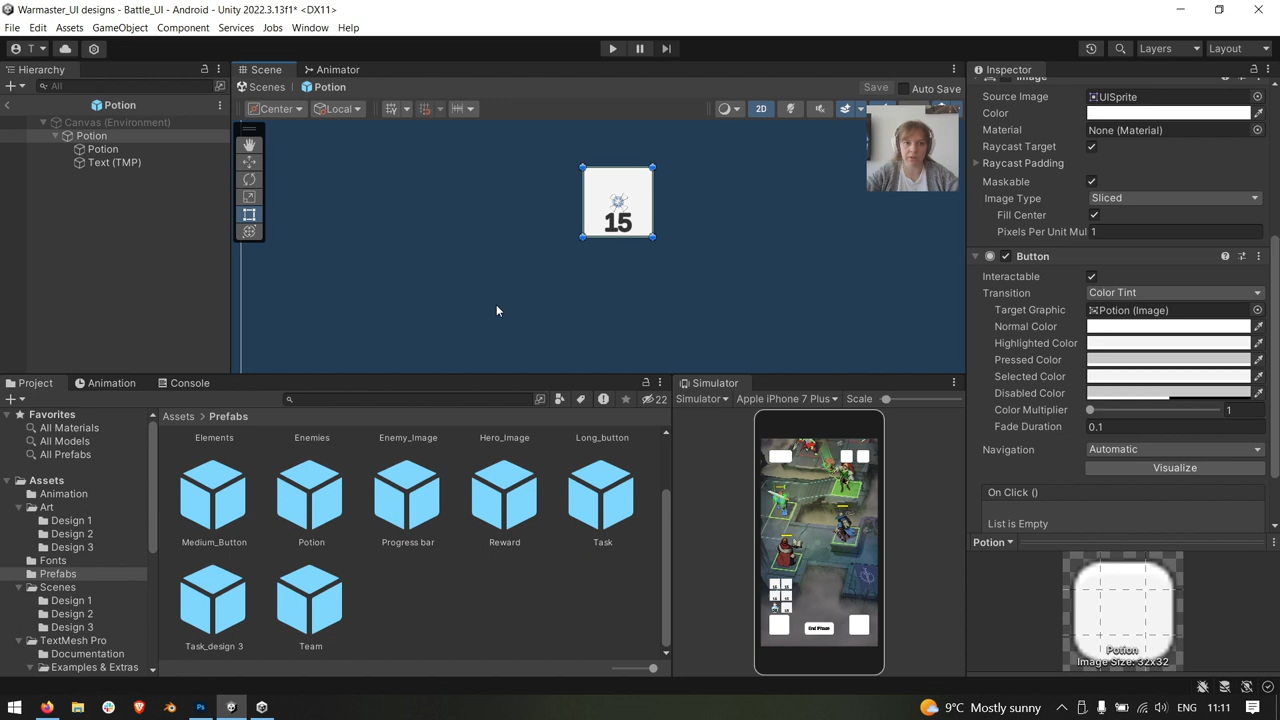 Warmaster_UI designs - Battle_UI - Android - Unity 2022.3.13f1* <DX11>
File Edit Assets GameObject Component Services Jobs Window Help
T Layers Layout
Hierarchy Scene Animator Inspector
All Scenes Potion Save Auto Save
Potion
Center Local 2D
Canvas (Environment)
Potion
Potion
Text (TMP)
15
Image
Source Image UISprite
Color
Material None (Material)
Raycast Target
Raycast Padding
Maskable
Image Type Sliced
Fill Center
Pixels Per Unit Mul 1
Button
Interactable
Transition Color Tint
Target Graphic Potion (Image)
Normal Color
Highlighted Color
Pressed Color
Selected Color
Disabled Color
Color Multiplier 1
Fade Duration 0.1
Navigation Automatic
Visualize
On Click ()
List is Empty
Potion
Potion
Image Size: 32x32
Project Animation Console
22
Favorites
All Materials
All Models
All Prefabs
Assets
Animation
Art
Design 1
Design 2
Design 3
Fonts
Prefabs
Scenes
Design 1
Design 2
Design 3
TextMesh Pro
Documentation
Examples & Extras
Assets > Prefabs
Elements Enemies Enemy_Image Hero_Image Long_button
Medium_Button Potion Progress bar Reward Task
Task_design 3 Team
Simulator
Simulator Apple iPhone 7 Plus Scale
End Phase
9°C Mostly sunny ENG 11:11